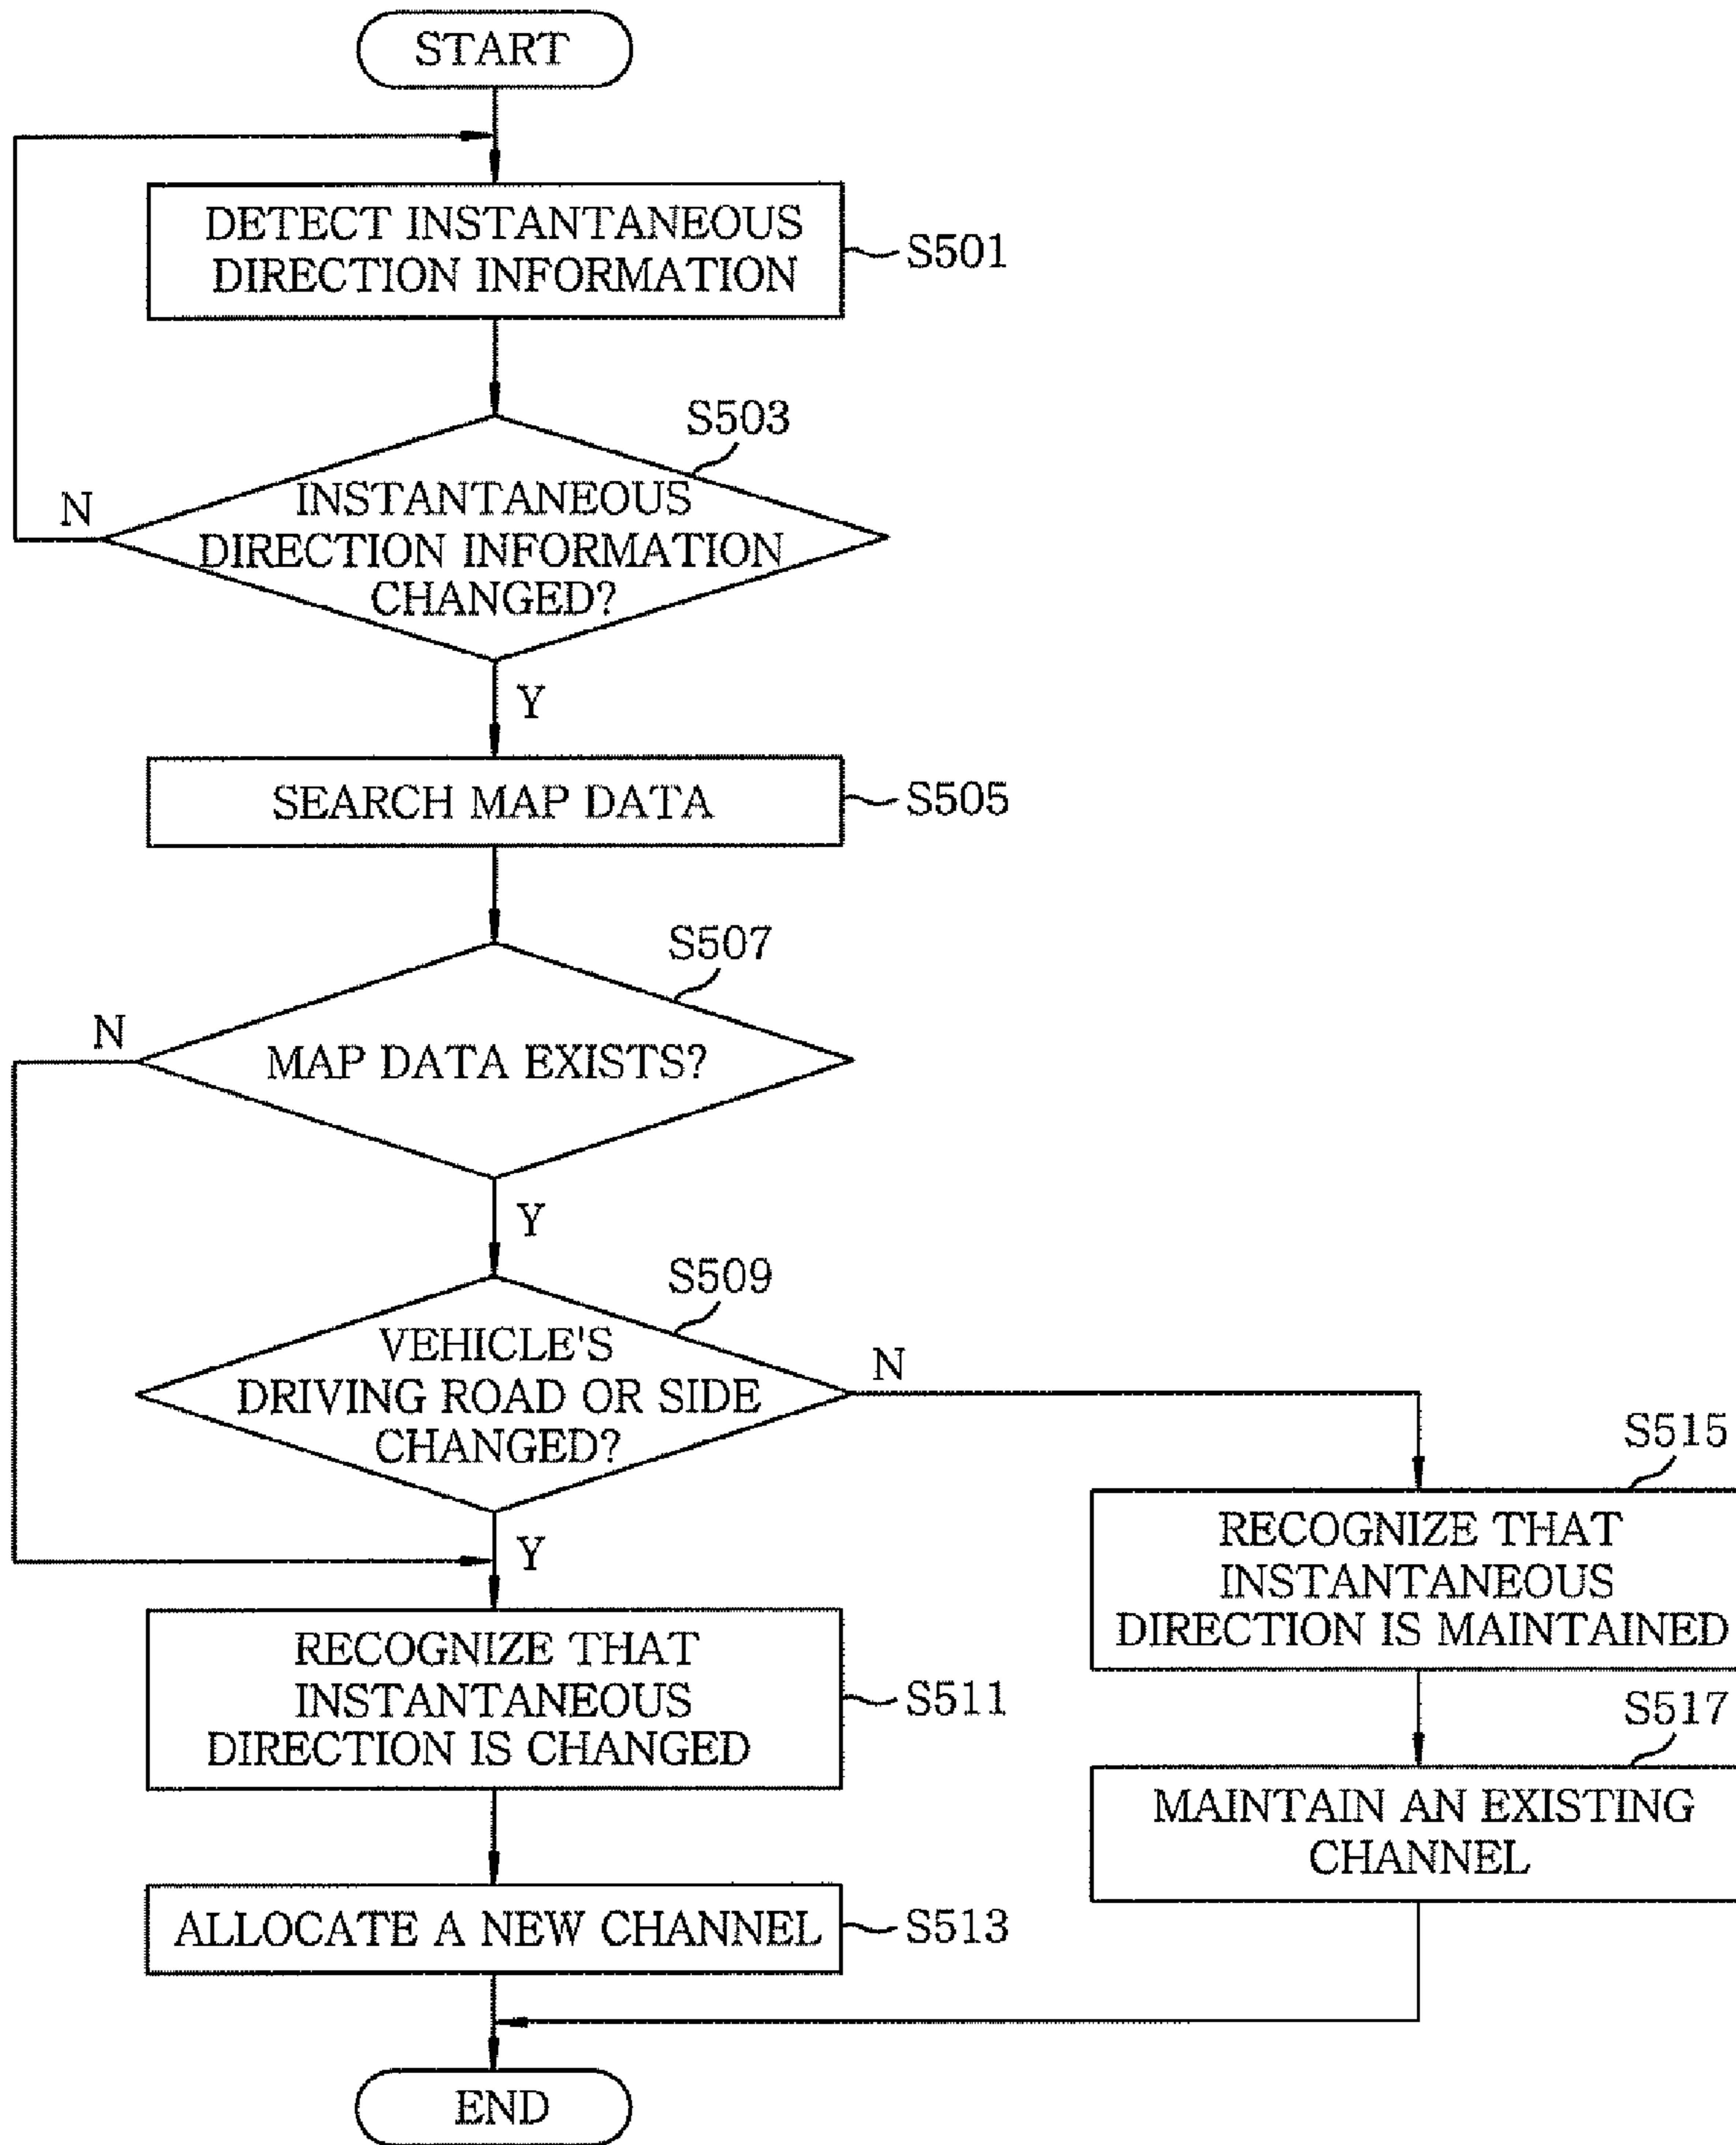 START
DETECT INSTANTANEOUS
DIRECTION INFORMATION
S501
S503
INSTANTANEOUS
DIRECTION INFORMATION
CHANGED?
N
Y
SEARCH MAP DATA
S505
S507
MAP DATA EXISTS?
N
Y
S509
VEHICLE'S
DRIVING ROAD OR SIDE
CHANGED?
N
Y
S515
RECOGNIZE THAT
INSTANTANEOUS
DIRECTION IS MAINTAINED
RECOGNIZE THAT
INSTANTANEOUS
DIRECTION IS CHANGED
S511
S517
MAINTAIN AN EXISTING
CHANNEL
ALLOCATE A NEW CHANNEL
S513
END